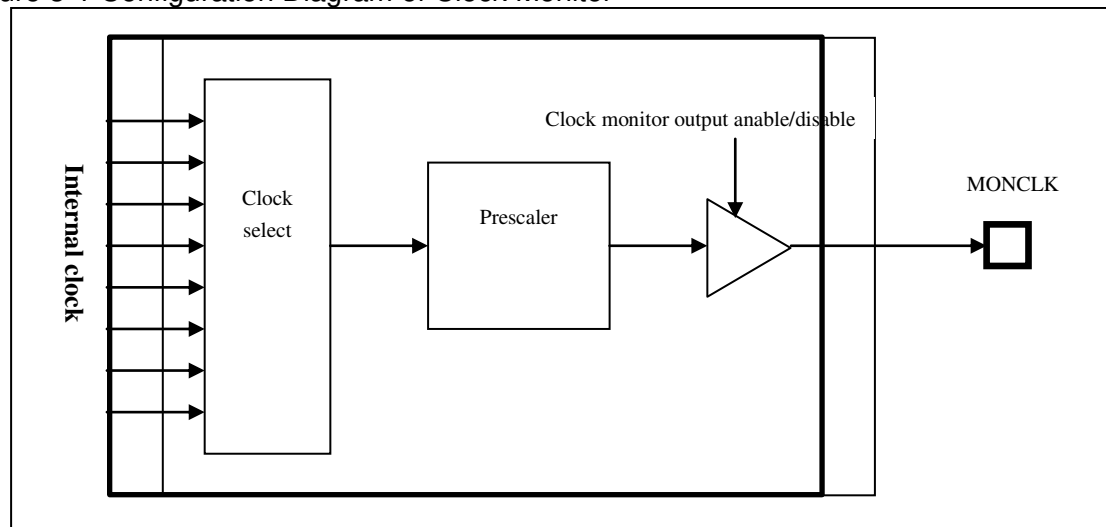 Clock monitor output anable/disable
Internal clock
Clock
select
Prescaler
MONCLK